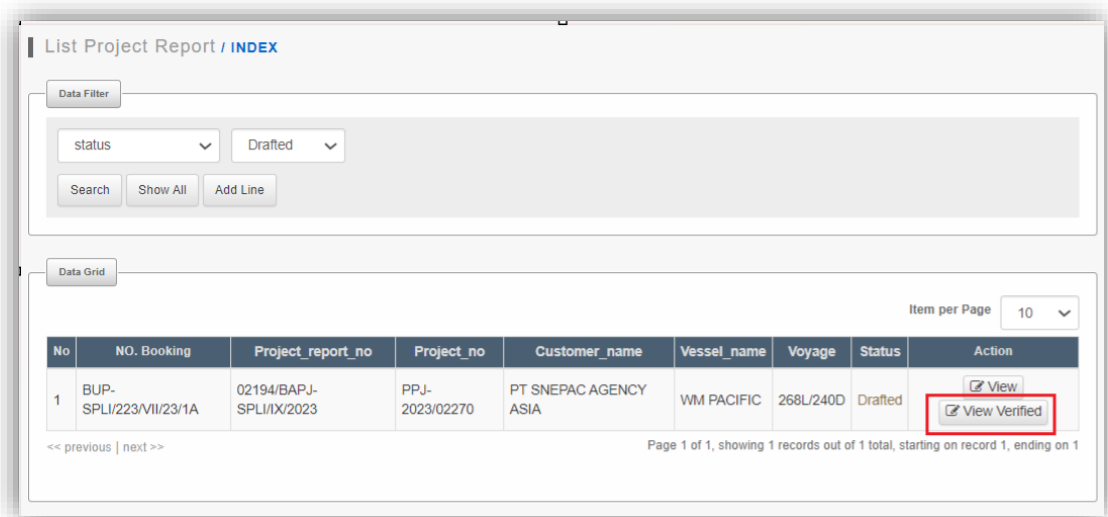 List Project Report / INDEX
Data Filter
status Drafted
Search Show All Add Line
Data Grid
Item per Page 10
No NO. Booking Project_report_no Project_no Customer_name Vessel_name Voyage Status Action
1 BUP-SPLI/223/VII/23/1A 02194/BAPJ-SPLI/IX/2023 PPJ-2023/02270 PT SNEPAC AGENCY ASIA WM PACIFIC 268L/240D Drafted View
View Verified
<< previous | next >> Page 1 of 1, showing 1 records out of 1 total, starting on record 1, ending on 1